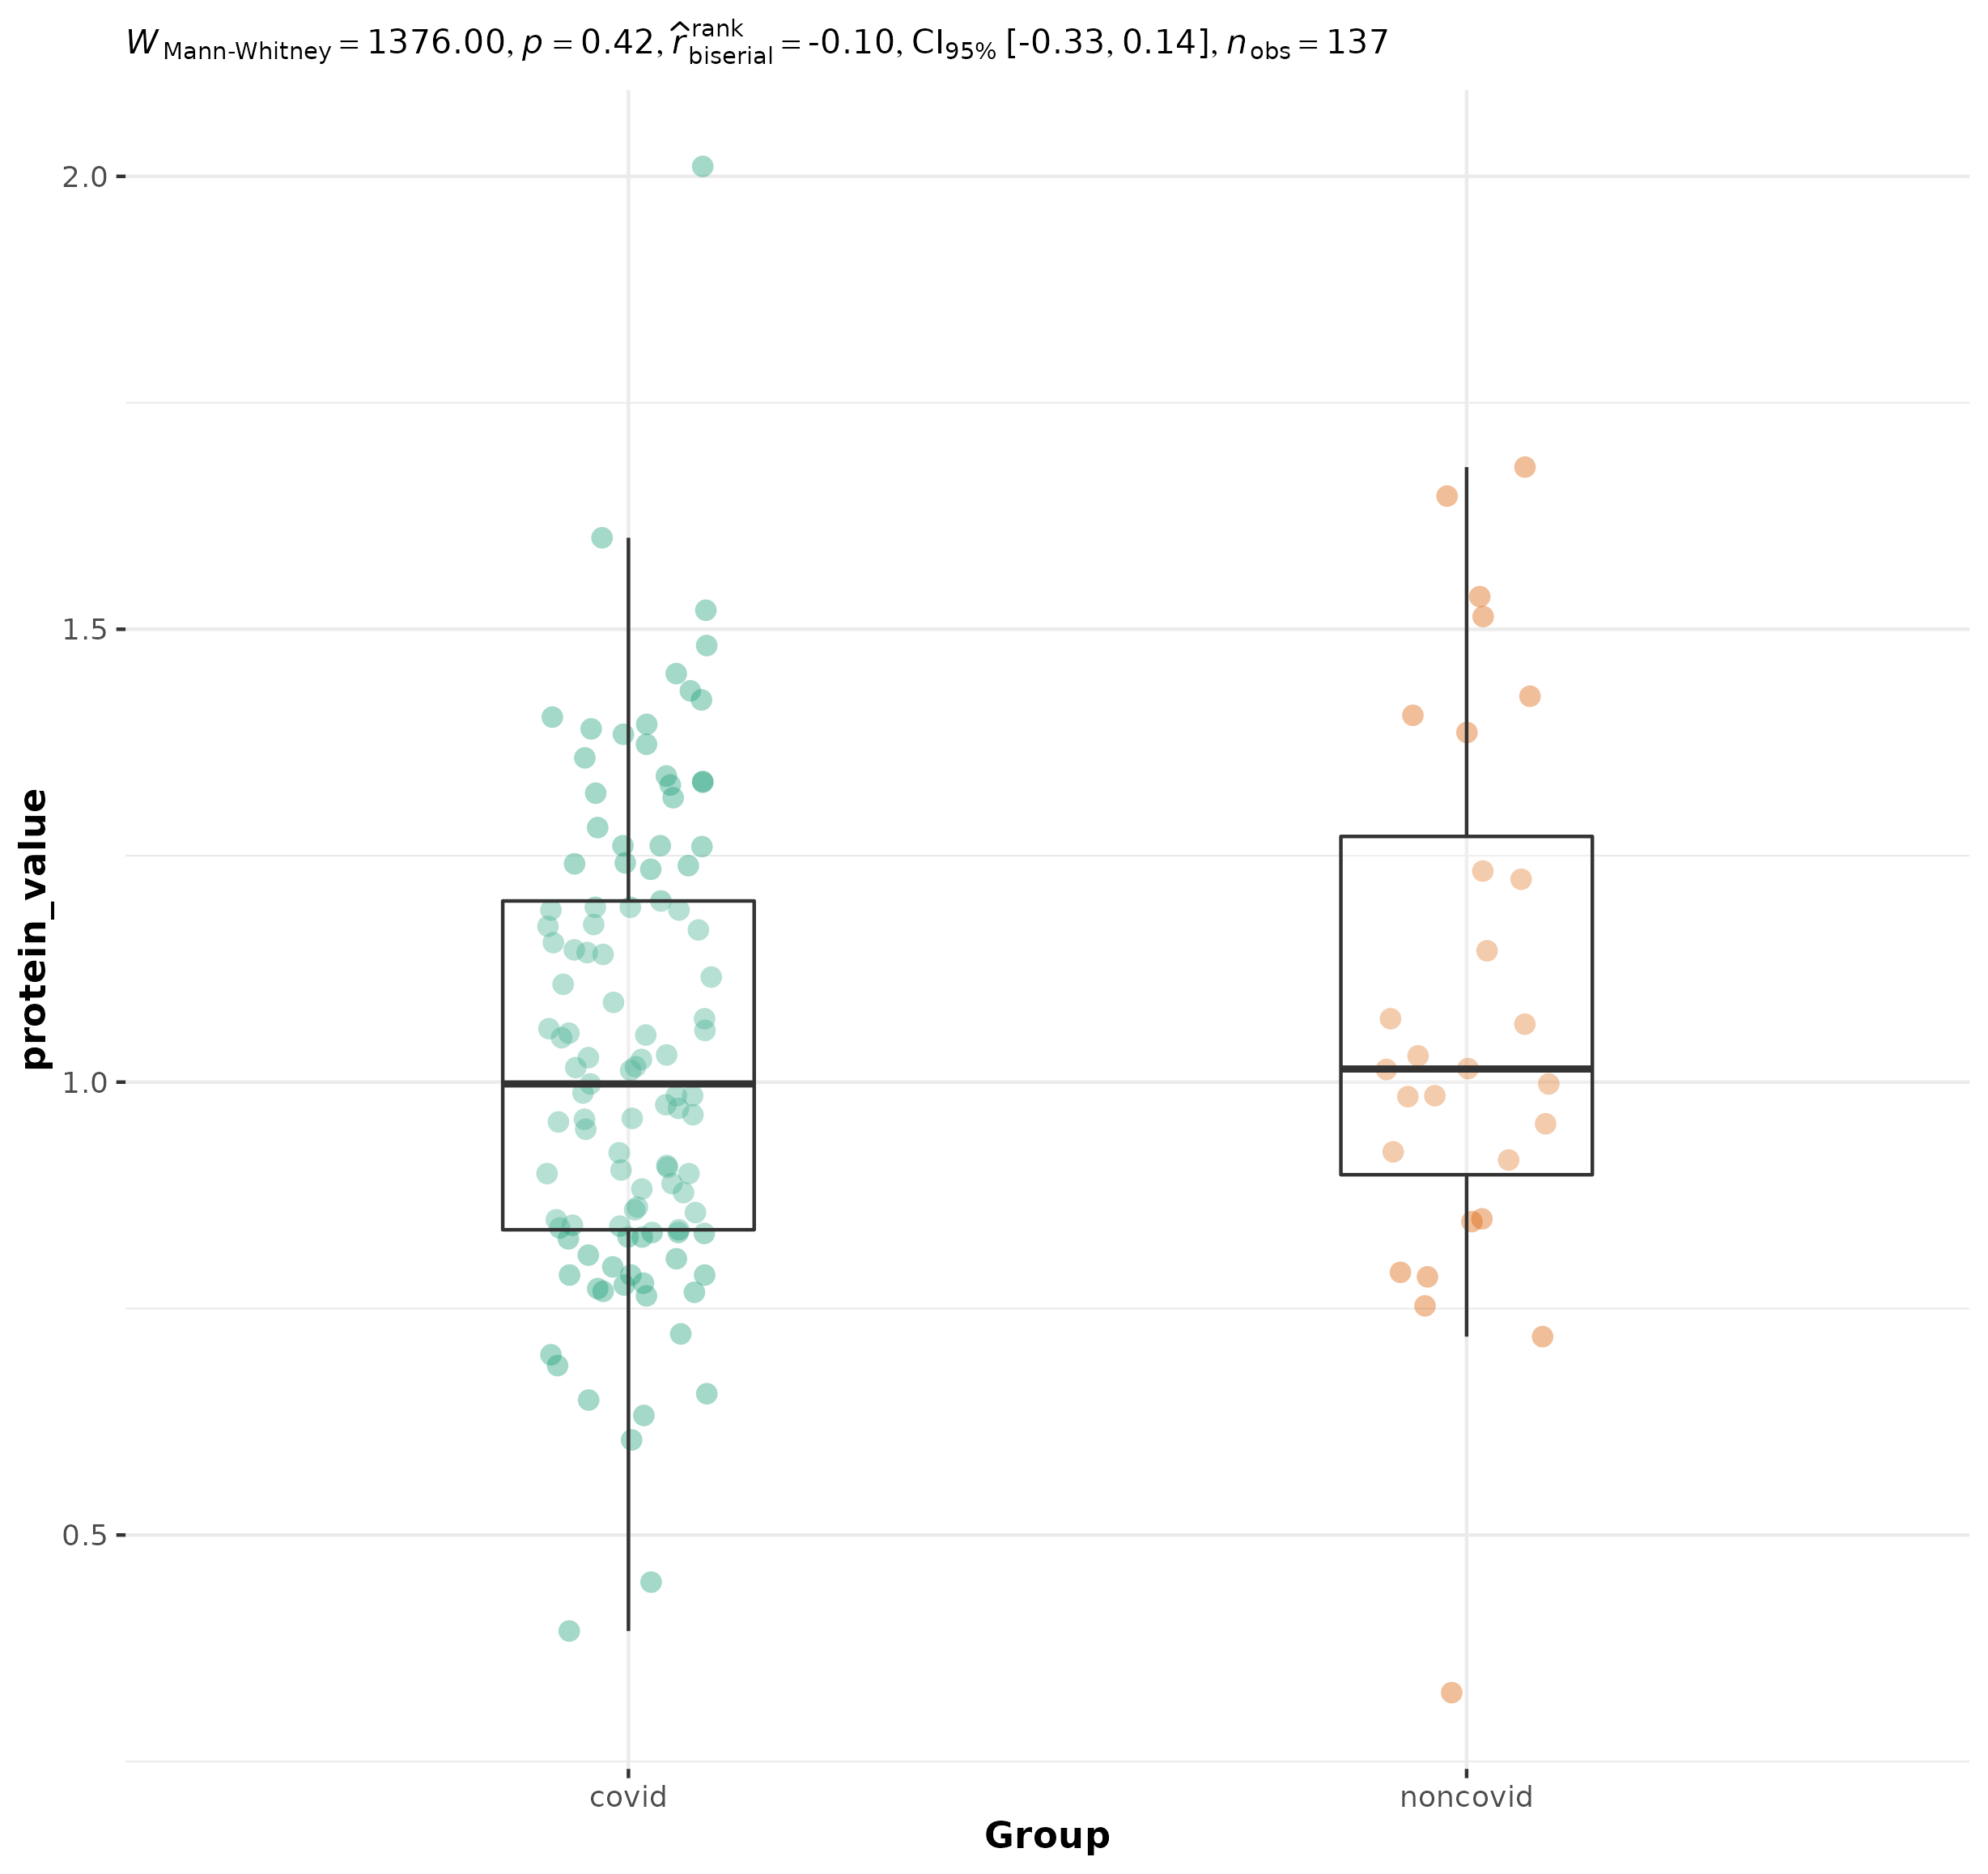 W Mann-Whitney = 1376.00, p = 0.42, r̂ rank biserial = -0.10, CI95% [-0.33, 0.14], nobs = 137
protein_value
2.0
1.5
1.0
0.5
covid noncovid
Group